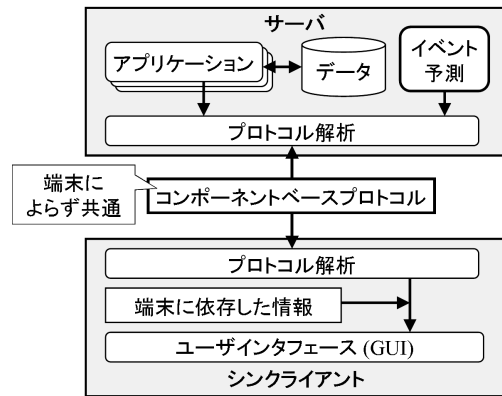 サーバ
アプリケーション
データ
イベント
予測
プロトコル解析
端末に
よらず共通
コンポーネントベースプロトコル
プロトコル解析
端末に依存した情報
ユーザインタフェース (GUI)
シンクライアント